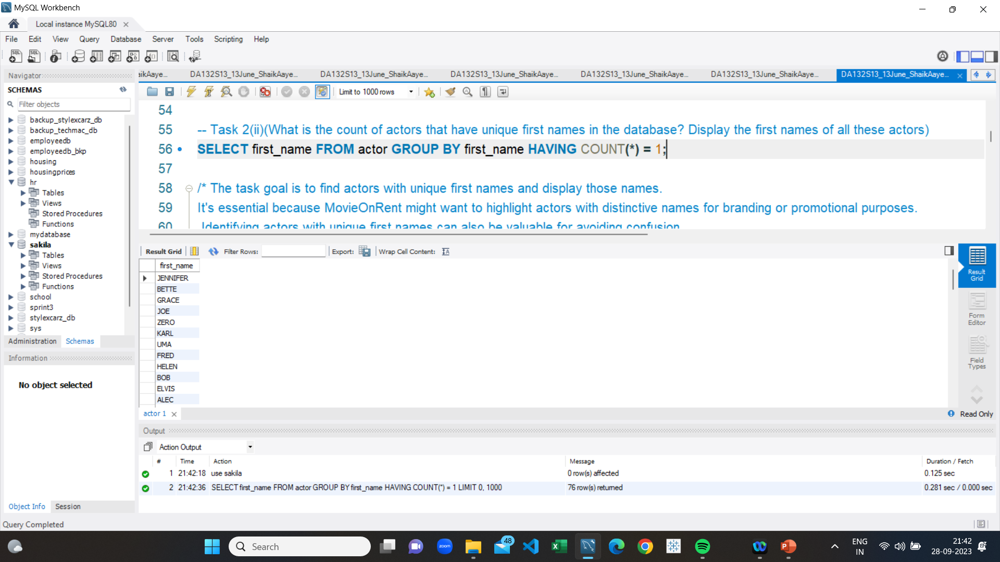 MySQL Workbench
Local instance MySQL80
File Edit View Query Database Server Tools Scripting Help
Navigator
aikAaye... DA132S13_13June_ShaikAaye... DA132S13_13June_ShaikAaye... DA132S13_13June_ShaikAaye... DA132S13_13June_ShaikAaye... DA132S13_13June_ShaikAaye... DA132S13_13June_ShaikAaye...
SCHEMAS
Limit to 1000 rows
Filter objects
backup_stylexcarz_db
backup_techmac_db
employeedb
employeedb_bkp
housing
housingprices
hr
Tables
Views
Stored Procedures
Functions
mydatabase
sakila
Tables
Views
Stored Procedures
Functions
school
sprint3
stylexcarz_db
sys
Administration Schemas
Information
No object selected
Object Info Session
54
55 -- Task 2(ii)(What is the count of actors that have unique first names in the database? Display the first names of all these actors)
56 SELECT first_name FROM actor GROUP BY first_name HAVING COUNT(*) = 1;
57
58 /* The task goal is to find actors with unique first names and display those names.
59 It's essential because MovieOnRent might want to highlight actors with distinctive names for branding or promotional purposes.
60 Identifying actors with unique first names can also be valuable for avoiding confusion
Result Grid Filter Rows: Export: Wrap Cell Content:
first_name
JENNIFER
BETTE
GRACE
JOE
ZERO
KARL
UMA
FRED
HELEN
BOB
ELVIS
ALEC
Result Grid
Form Editor
Field Types
actor 1
Read Only
Output
Action Output
# Time Action Message Duration / Fetch
1 21:42:18 use sakila 0 row(s) affected 0.125 sec
2 21:42:36 SELECT first_name FROM actor GROUP BY first_name HAVING COUNT(*) = 1 LIMIT 0, 1000 76 row(s) returned 0.281 sec / 0.000 sec
Query Completed
Search
zoom
48
ENG
IN
21:42
28-09-2023